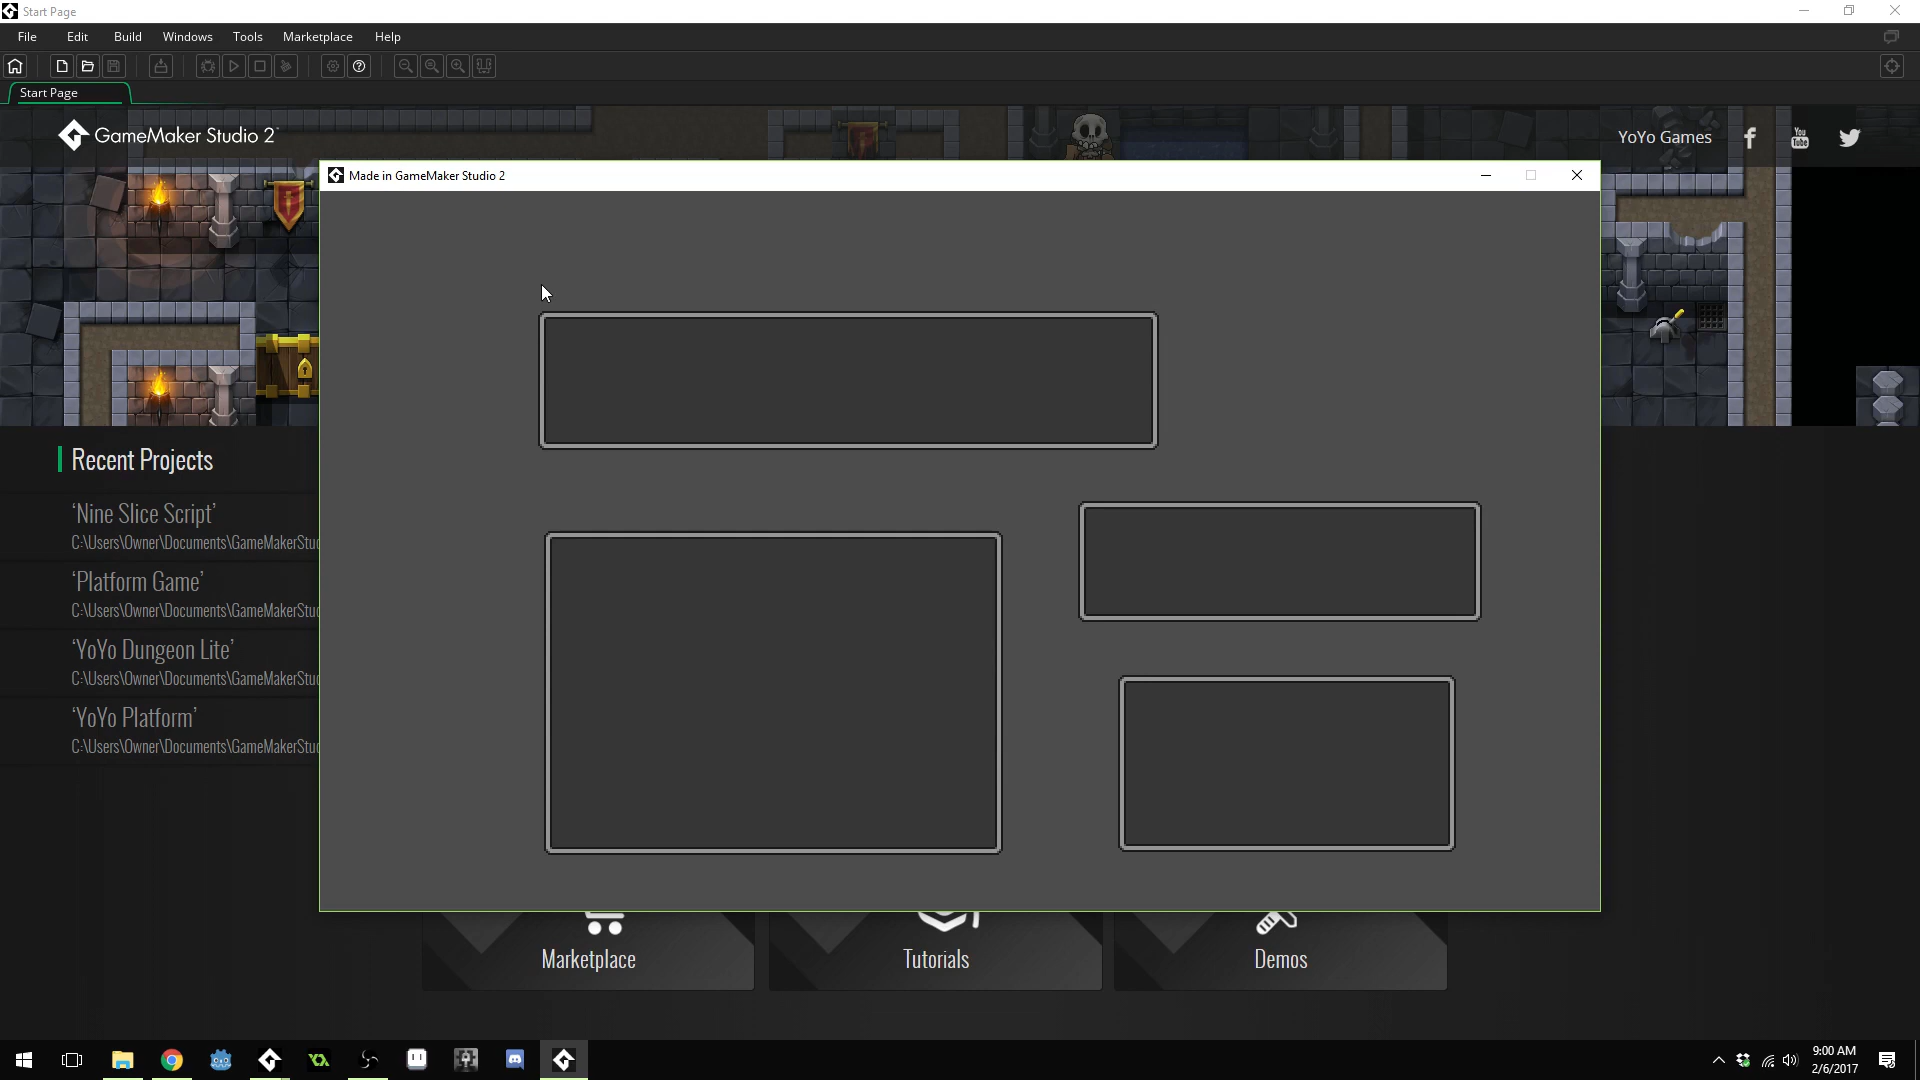 Start Page
File Edit Build Windows Tools Marketplace Help
Start Page
GameMaker Studio 2
YoYo Games
You Tube
Made in GameMaker Studio 2
Recent Projects
‘Nine Slice Script’
C:\Users\Owner\Documents\GameMakerStu
‘Platform Game’
C:\Users\Owner\Documents\GameMakerStu
‘YoYo Dungeon Lite’
C:\Users\Owner\Documents\GameMakerStu
‘YoYo Platform’
C:\Users\Owner\Documents\GameMakerStu
Marketplace Tutorials Demos
9:00 AM
2/6/2017